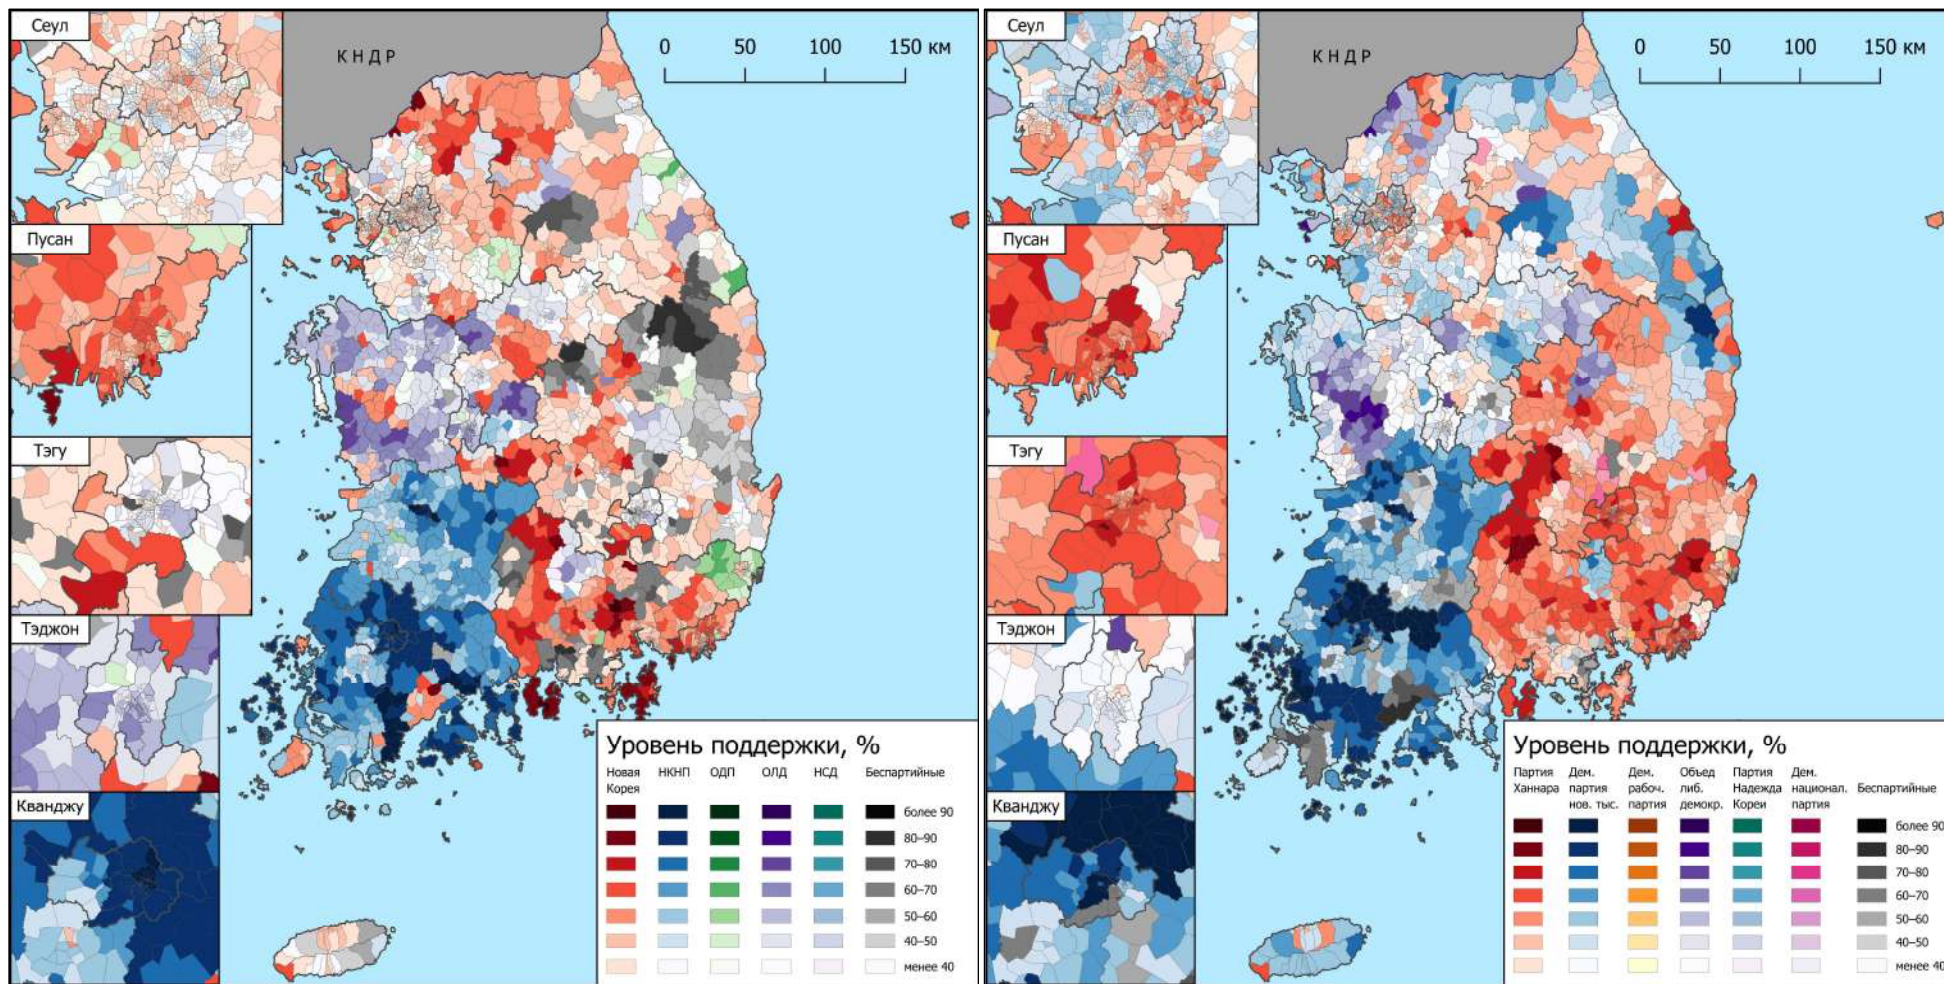 Сеул
КНДР
0 50 100 150 км
Пусан
Тэгу
Тэджон
Кванджу
Уровень поддержки, %
Новая Корея
НКНП
ОДП
ОЛД
НСД
Беспартийные
более 90
80–90
70–80
60–70
50–60
40–50
менее 40
Сеул
КНДР
0 50 100 150 км
Пусан
Тэгу
Тэджон
Кванджу
Уровень поддержки, %
Партия Ханнара
Дем. партия нов. тыс.
Дем. рабоч. партия
Объед либ. демокр.
Партия Надежда Кореи
Дем. национал. партия
Беспартийные
более 90
80–90
70–80
60–70
50–60
40–50
менее 40